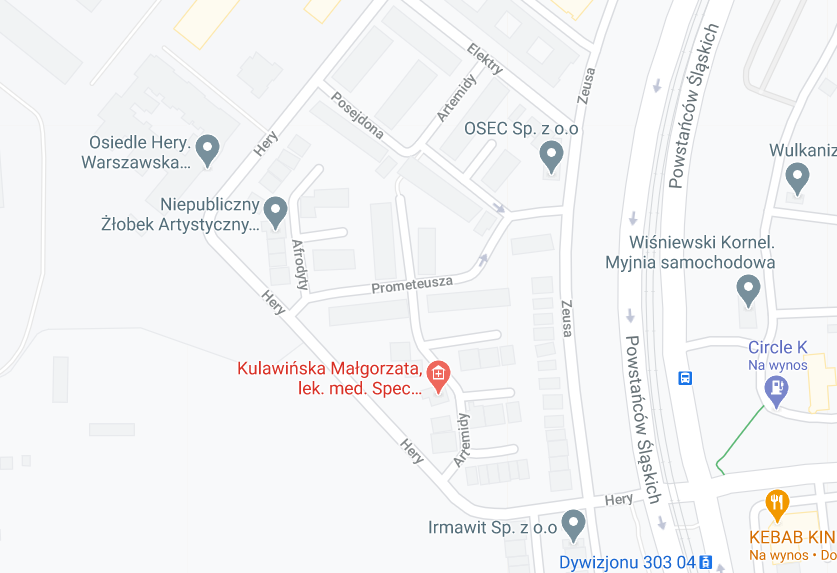 Elektry
Zeusa
Powstańców Śląskich
Artemidy
Posejdona
OSEC Sp. z o.o
Hery
Osiedle Hery.
Warszawska…
Wulkaniz
Niepubliczny
Żłobek Artystyczny…
Wiśniewski Kornel.
Myjnia samochodowa
Afrodyty
Prometeusza
Hery
Zeusa
Circle K
Na wynos
Powstańców Śląskich
Kulawińska Małgorzata,
lek. med. Spec…
Artemidy
Hery
Hery
Irmawit Sp. z o.o
KEBAB KIN
Na wynos • Do
Dywizjonu 303 04